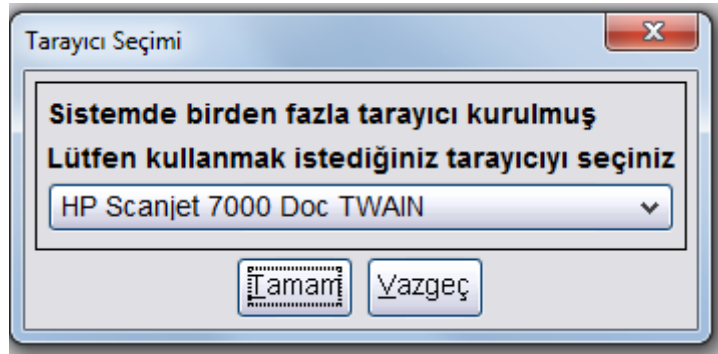 Tarayıcı Seçimi
Sistemde birden fazla tarayıcı kurulmuş
Lütfen kullanmak istediğiniz tarayıcıyı seçiniz
HP Scanjet 7000 Doc TWAIN
Tamam Vazgeç